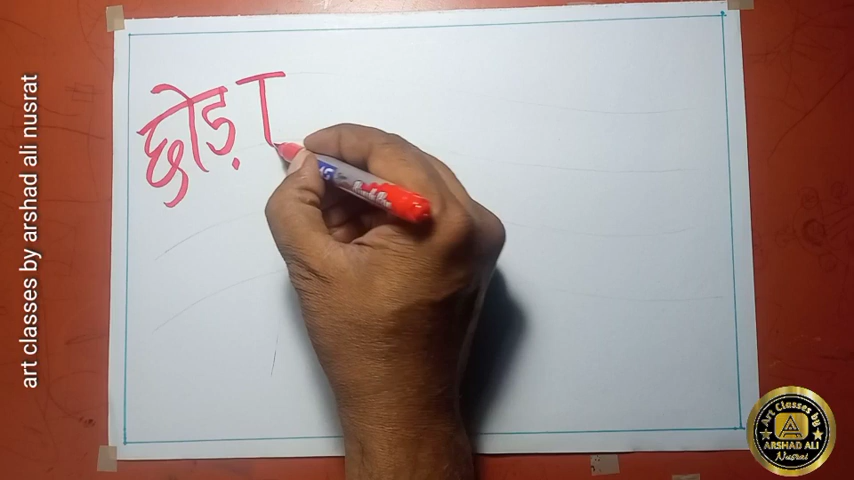 छोड़ T
art classes by arshad ali nusrat
Art Classes by
ARSHAD ALI
Nusrat